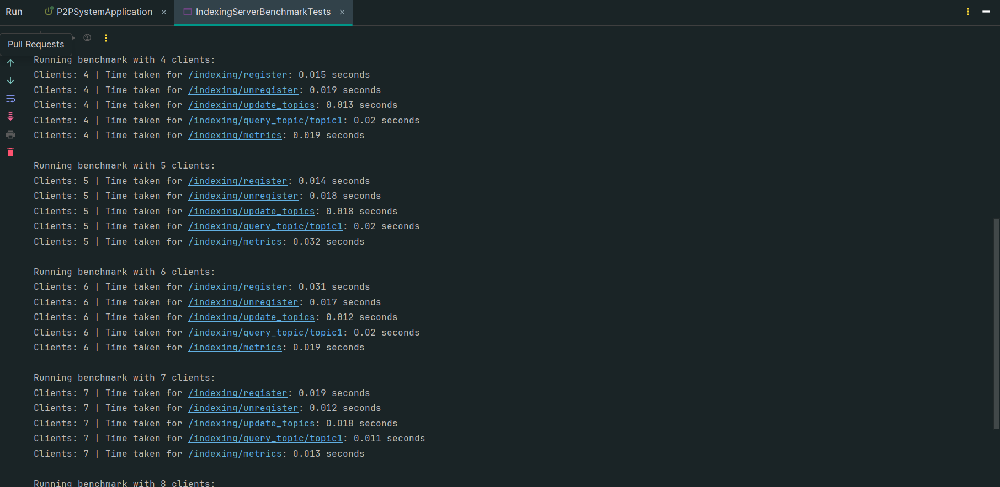 Run P2PSystemApplication IndexingServerBenchmarkTests
Pull Requests
Running benchmark with 4 clients:
Clients: 4 | Time taken for /indexing/register: 0.015 seconds
Clients: 4 | Time taken for /indexing/unregister: 0.019 seconds
Clients: 4 | Time taken for /indexing/update_topics: 0.013 seconds
Clients: 4 | Time taken for /indexing/query_topic/topic1: 0.02 seconds
Clients: 4 | Time taken for /indexing/metrics: 0.019 seconds
Running benchmark with 5 clients:
Clients: 5 | Time taken for /indexing/register: 0.014 seconds
Clients: 5 | Time taken for /indexing/unregister: 0.018 seconds
Clients: 5 | Time taken for /indexing/update_topics: 0.018 seconds
Clients: 5 | Time taken for /indexing/query_topic/topic1: 0.02 seconds
Clients: 5 | Time taken for /indexing/metrics: 0.032 seconds
Running benchmark with 6 clients:
Clients: 6 | Time taken for /indexing/register: 0.031 seconds
Clients: 6 | Time taken for /indexing/unregister: 0.017 seconds
Clients: 6 | Time taken for /indexing/update_topics: 0.012 seconds
Clients: 6 | Time taken for /indexing/query_topic/topic1: 0.02 seconds
Clients: 6 | Time taken for /indexing/metrics: 0.019 seconds
Running benchmark with 7 clients:
Clients: 7 | Time taken for /indexing/register: 0.019 seconds
Clients: 7 | Time taken for /indexing/unregister: 0.012 seconds
Clients: 7 | Time taken for /indexing/update_topics: 0.018 seconds
Clients: 7 | Time taken for /indexing/query_topic/topic1: 0.011 seconds
Clients: 7 | Time taken for /indexing/metrics: 0.013 seconds
Running benchmark with 8 clients: